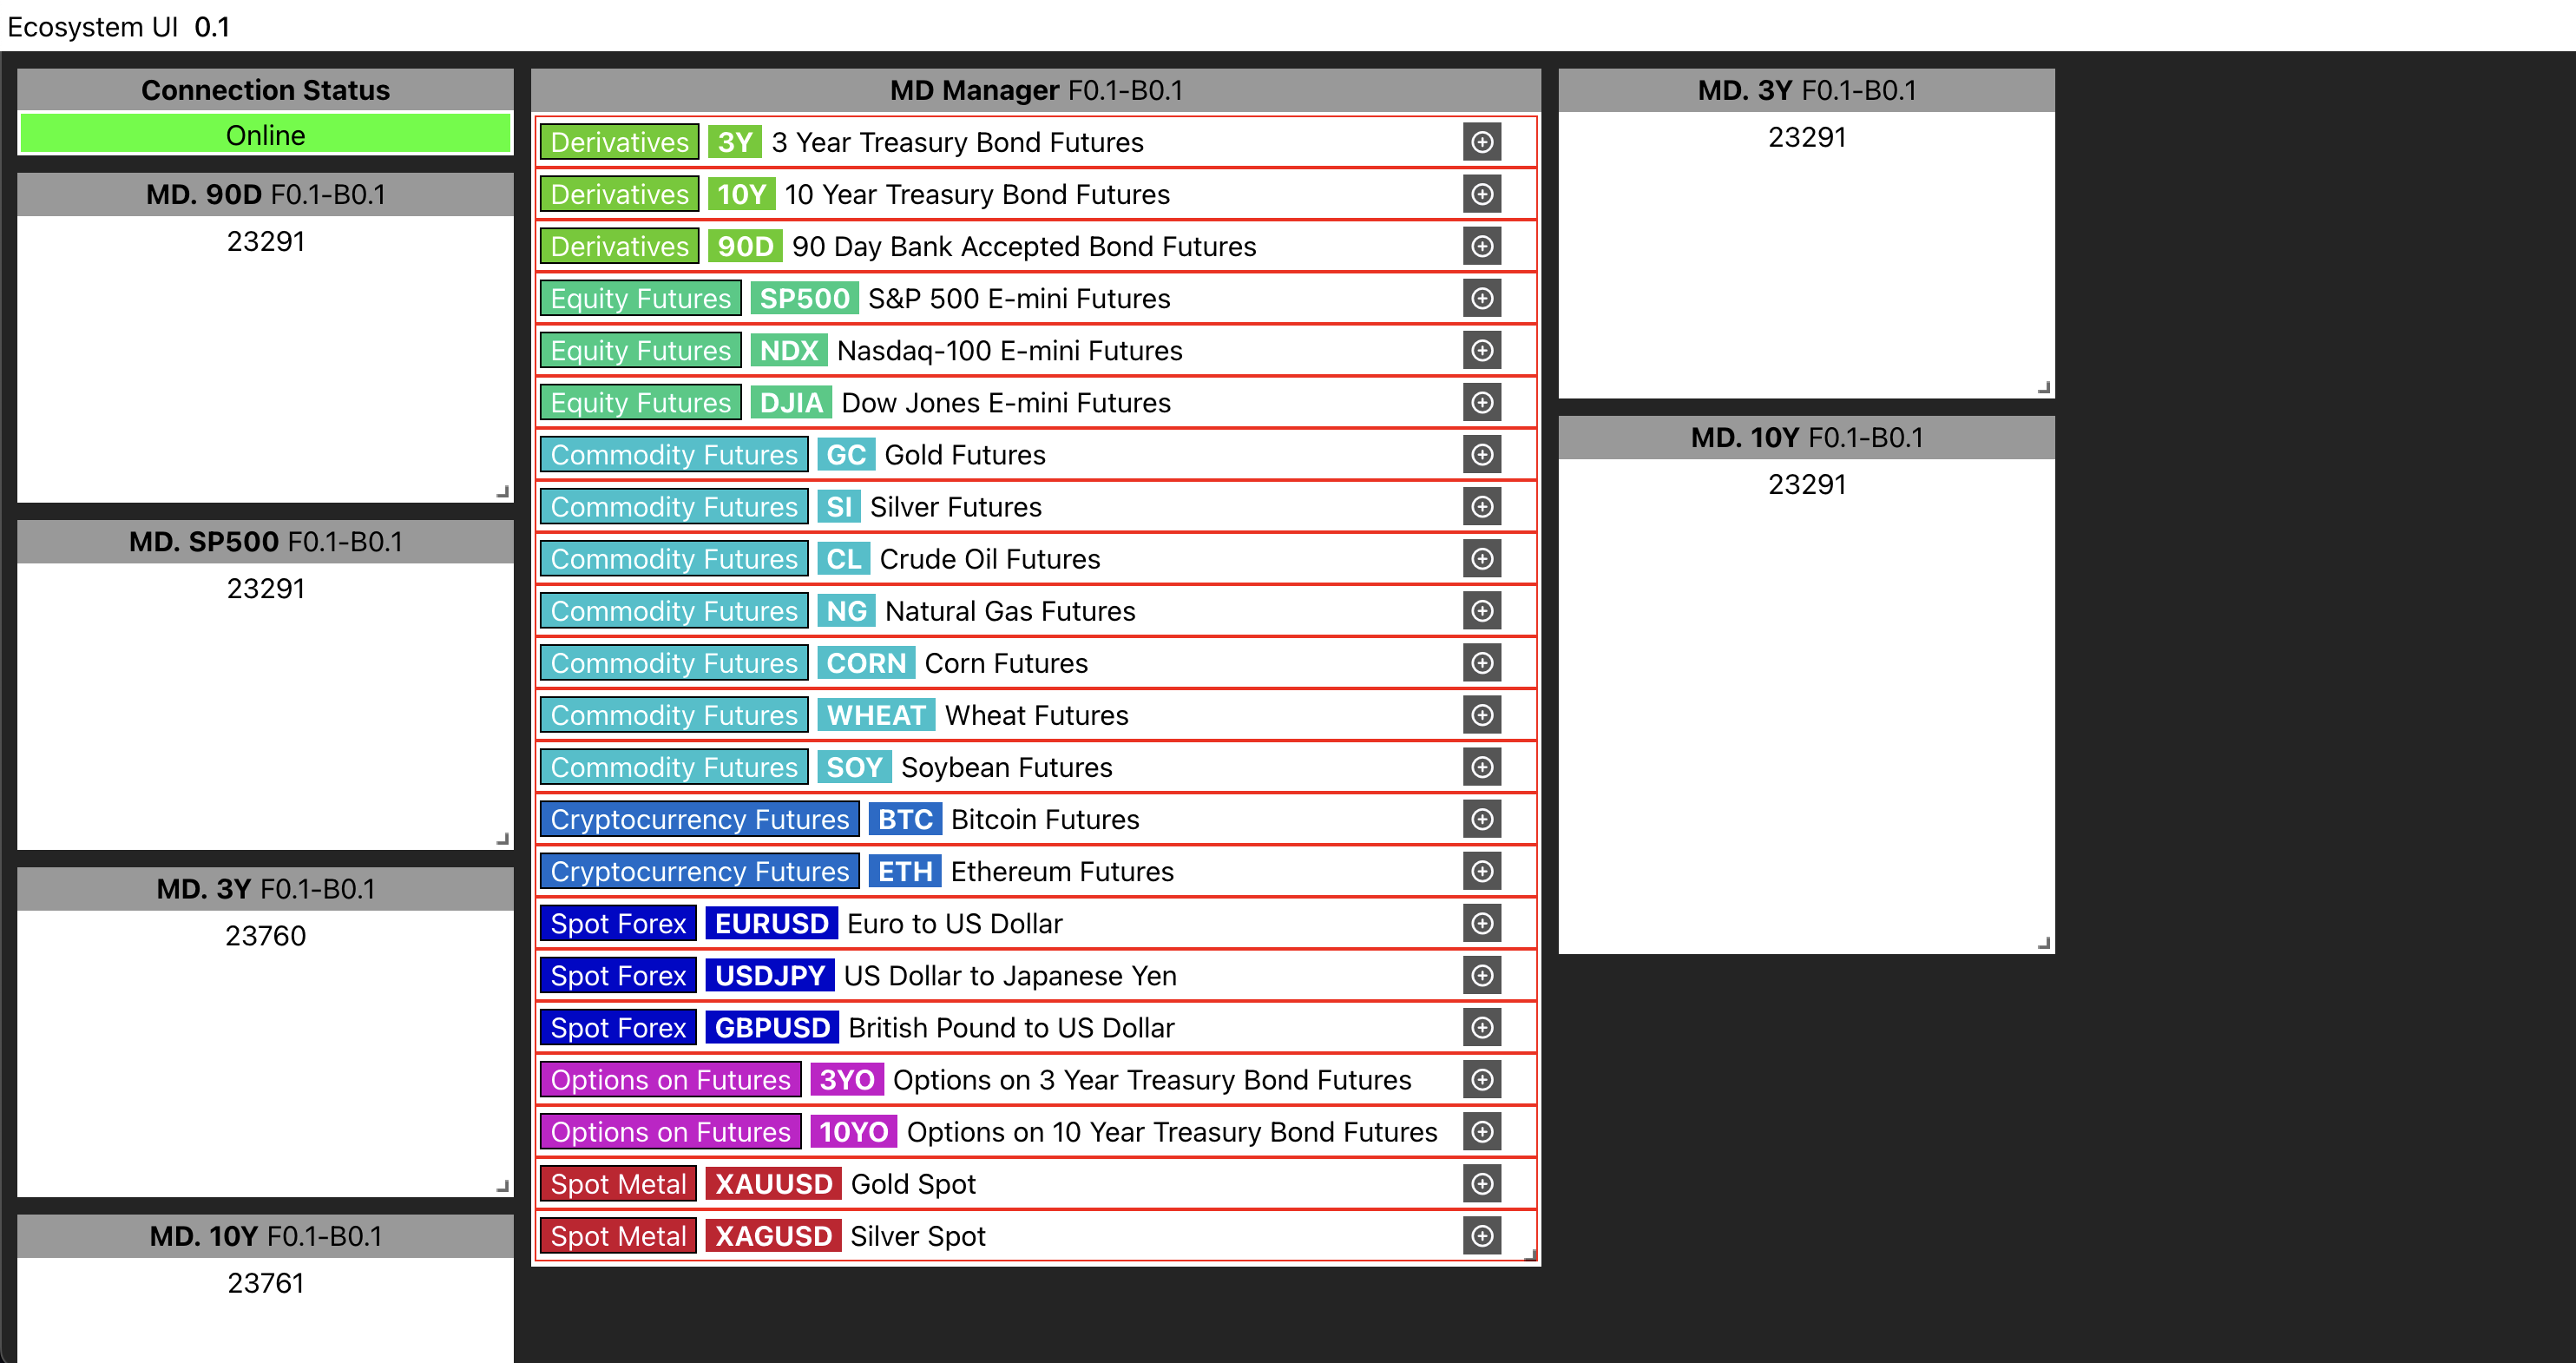 Ecosystem UI 0.1
Connection Status
Online
MD. 90D F0.1-B0.1
23291
MD. SP500 F0.1-B0.1
23291
MD. 3Y F0.1-B0.1
23760
MD. 10Y F0.1-B0.1
23761
MD Manager F0.1-B0.1
Derivatives 3Y 3 Year Treasury Bond Futures
Derivatives 10Y 10 Year Treasury Bond Futures
Derivatives 90D 90 Day Bank Accepted Bond Futures
Equity Futures SP500 S&P 500 E-mini Futures
Equity Futures NDX Nasdaq-100 E-mini Futures
Equity Futures DJIA Dow Jones E-mini Futures
Commodity Futures GC Gold Futures
Commodity Futures SI Silver Futures
Commodity Futures CL Crude Oil Futures
Commodity Futures NG Natural Gas Futures
Commodity Futures CORN Corn Futures
Commodity Futures WHEAT Wheat Futures
Commodity Futures SOY Soybean Futures
Cryptocurrency Futures BTC Bitcoin Futures
Cryptocurrency Futures ETH Ethereum Futures
Spot Forex EURUSD Euro to US Dollar
Spot Forex USDJPY US Dollar to Japanese Yen
Spot Forex GBPUSD British Pound to US Dollar
Options on Futures 3YO Options on 3 Year Treasury Bond Futures
Options on Futures 10YO Options on 10 Year Treasury Bond Futures
Spot Metal XAUUSD Gold Spot
Spot Metal XAGUSD Silver Spot
MD. 3Y F0.1-B0.1
23291
MD. 10Y F0.1-B0.1
23291